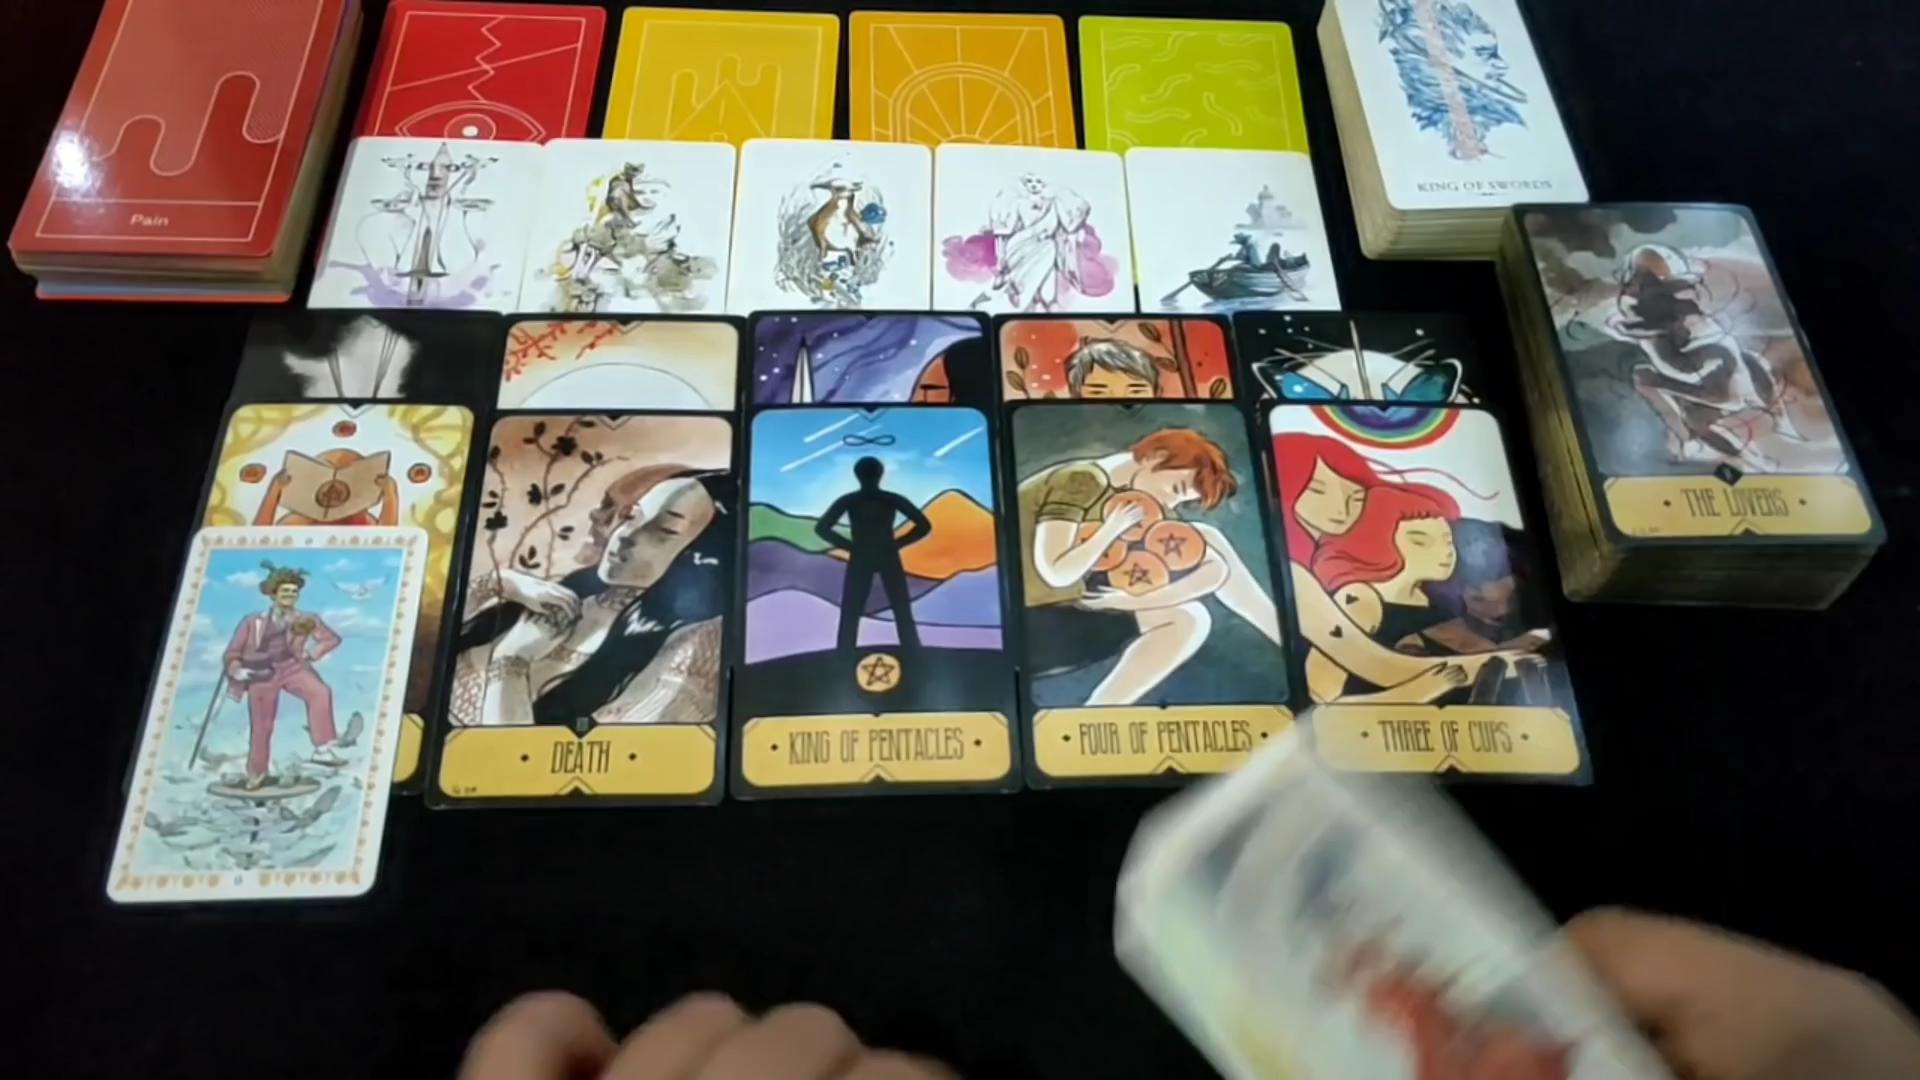 Pain
KING OF SWORDS
THE LOVERS
DEATH
KING OF PENTACLES
FOUR OF PENTACLES
THREE OF CUPS